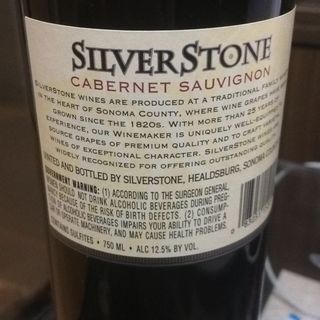 SILVERSTONE
CABERNET SAUVIGNON
SILVERSTONE WINES ARE PRODUCED AT A TRADITIONAL FAMILY
IN THE HEART OF SONOMA COUNTY, WHERE WINE GRAPES HAVE
GROWN SINCE THE 1820S. WITH MORE THAN 25 YEARS
EXPERIENCE, OUR WINEMAKER IS UNIQUELY WELL-EQUIPPED
SOURCE GRAPES OF PREMIUM QUALITY AND TO CRAFT
WINES OF EXCEPTIONAL CHARACTER. SILVERSTONE WINES
WIDELY RECOGNIZED FOR OFFERING OUTSTANDING
AND BOTTLED BY SILVERSTONE, HEALDSBURG, SONOMA
GOVERNMENT WARNING: (1) ACCORDING TO THE SURGEON GENERAL,
WOMEN SHOULD NOT DRINK ALCOHOLIC BEVERAGES DURING PREG-
BECAUSE OF THE RISK OF BIRTH DEFECTS. (2) CONSUMP-
ALCOHOLIC BEVERAGES IMPAIRS YOUR ABILITY TO DRIVE A
OR OPERATE MACHINERY, AND MAY CAUSE HEALTH PROBLEMS.
CONTAINS SULFITES • 750 ML • ALC 12.5% BY VOL.